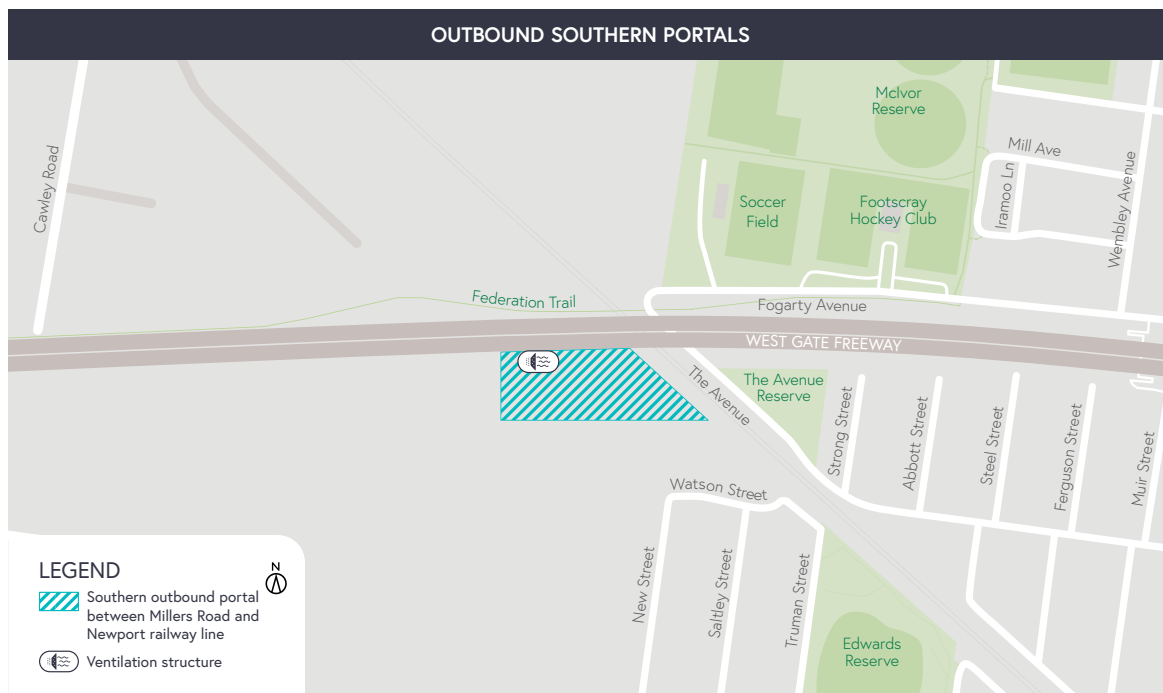 OUTBOUND SOUTHERN PORTALS
McIvor
Reserve
Mill Ave
Cawley Road
Iramoo Ln
Wembley Avenue
Soccer
Field
Footscray
Hockey Club
Federation Trail
Fogarty Avenue
WEST GATE FREEWAY
The Avenue
The Avenue
Reserve
Strong Street
Abbott Street
Steel Street
Ferguson Street
Muir Street
Watson Street
New Street
Saltley Street
Truman Street
Edwards
Reserve
LEGEND
N
Southern outbound portal
between Millers Road and
Newport railway line
Ventilation structure